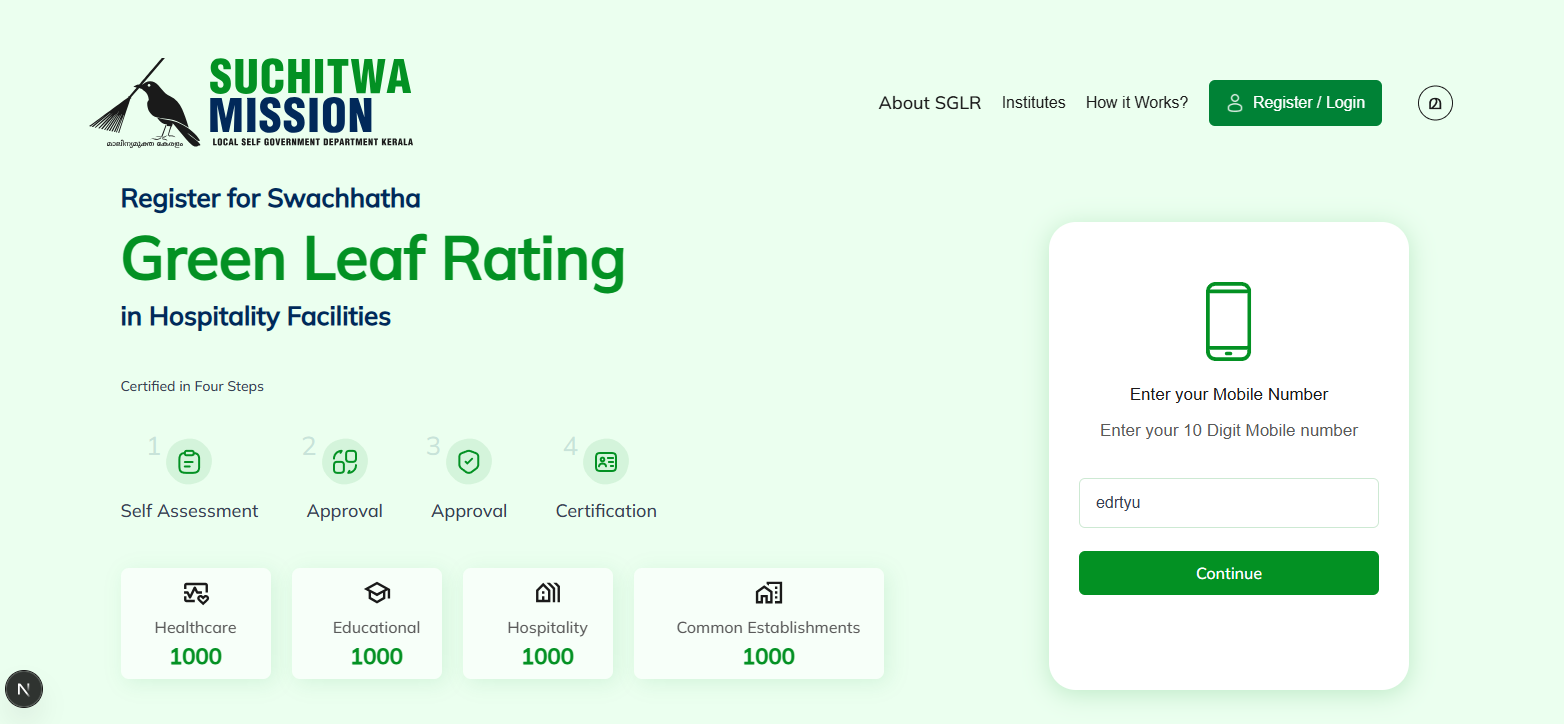 SUCHITWA
MISSION
LOCAL SELF GOVERNMENT DEPARTMENT KERALA
മാലിന്യമുക്ത കേരളം
About SGLR
Institutes
How it Works?
Register / Login
മ
Register for Swachhatha
Green Leaf Rating
in Hospitality Facilities
Certified in Four Steps
1
2
3
4
Self Assessment
Approval
Approval
Certification
Healthcare
1000
Educational
1000
Hospitality
1000
Common Establishments
1000
Enter your Mobile Number
Enter your 10 Digit Mobile number
edrtyu
Continue
N